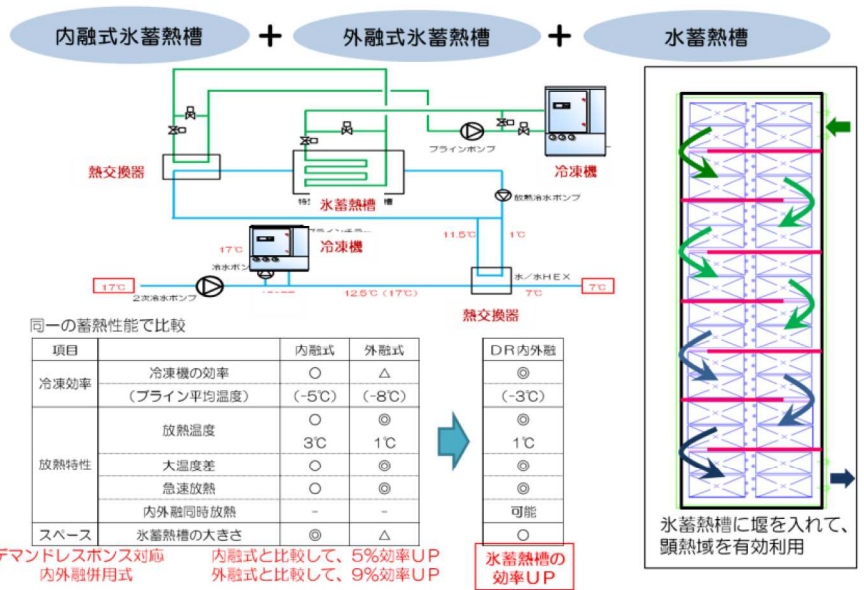 内融式氷蓄熱槽 + 外融式氷蓄熱槽 + 水蓄熱槽
ブラインポンプ
冷凍機
熱交換器
氷蓄熱槽
放熱冷水ポンプ
冷凍機
11.5℃
1℃
17℃
冷水ポン
水/水HEX
17℃
2次冷水ポンプ
12.5℃ (17℃)
7℃
7℃
熱交換器
同一の蓄熱性能で比較
項目 内融式 外融式 DR内外融
冷凍効率 冷凍機の効率 ○ △ ◎
(ブライン平均温度) (-5℃) (-8℃) (-3℃)
放熱特性 放熱温度 ○ ◎ ◎
3℃ 1℃ 1℃
大温度差 ○ ◎ ◎
急速放熱 ○ ◎ ◎
内外融同時放熱 - - 可能
スペース 氷蓄熱槽の大きさ ◎ △ ○
デマンドレスポンス対応 内融式と比較して、5%効率UP
内外融併用式 外融式と比較して、9%効率UP
氷蓄熱槽の
効率UP
氷蓄熱槽に堰を入れて、
顕熱域を有効利用